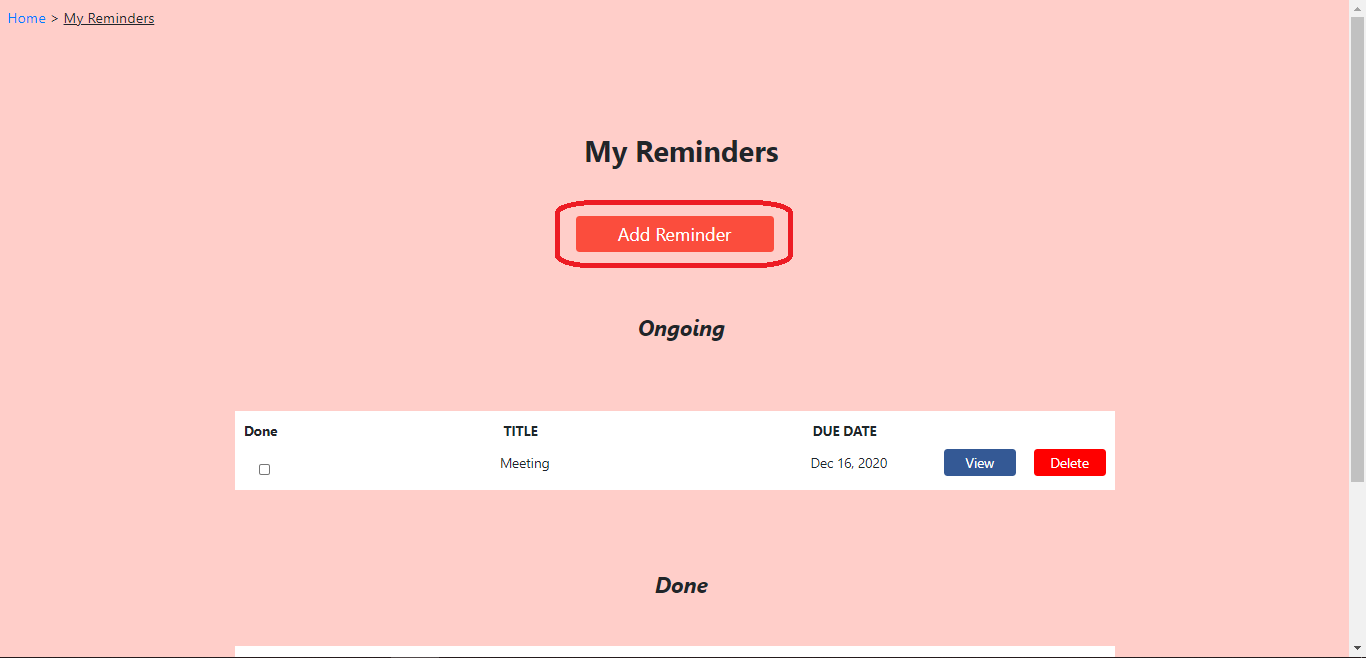 Home > My Reminders
My Reminders
Add Reminder
Ongoing
Done TITLE DUE DATE
Meeting Dec 16, 2020 View Delete
Done